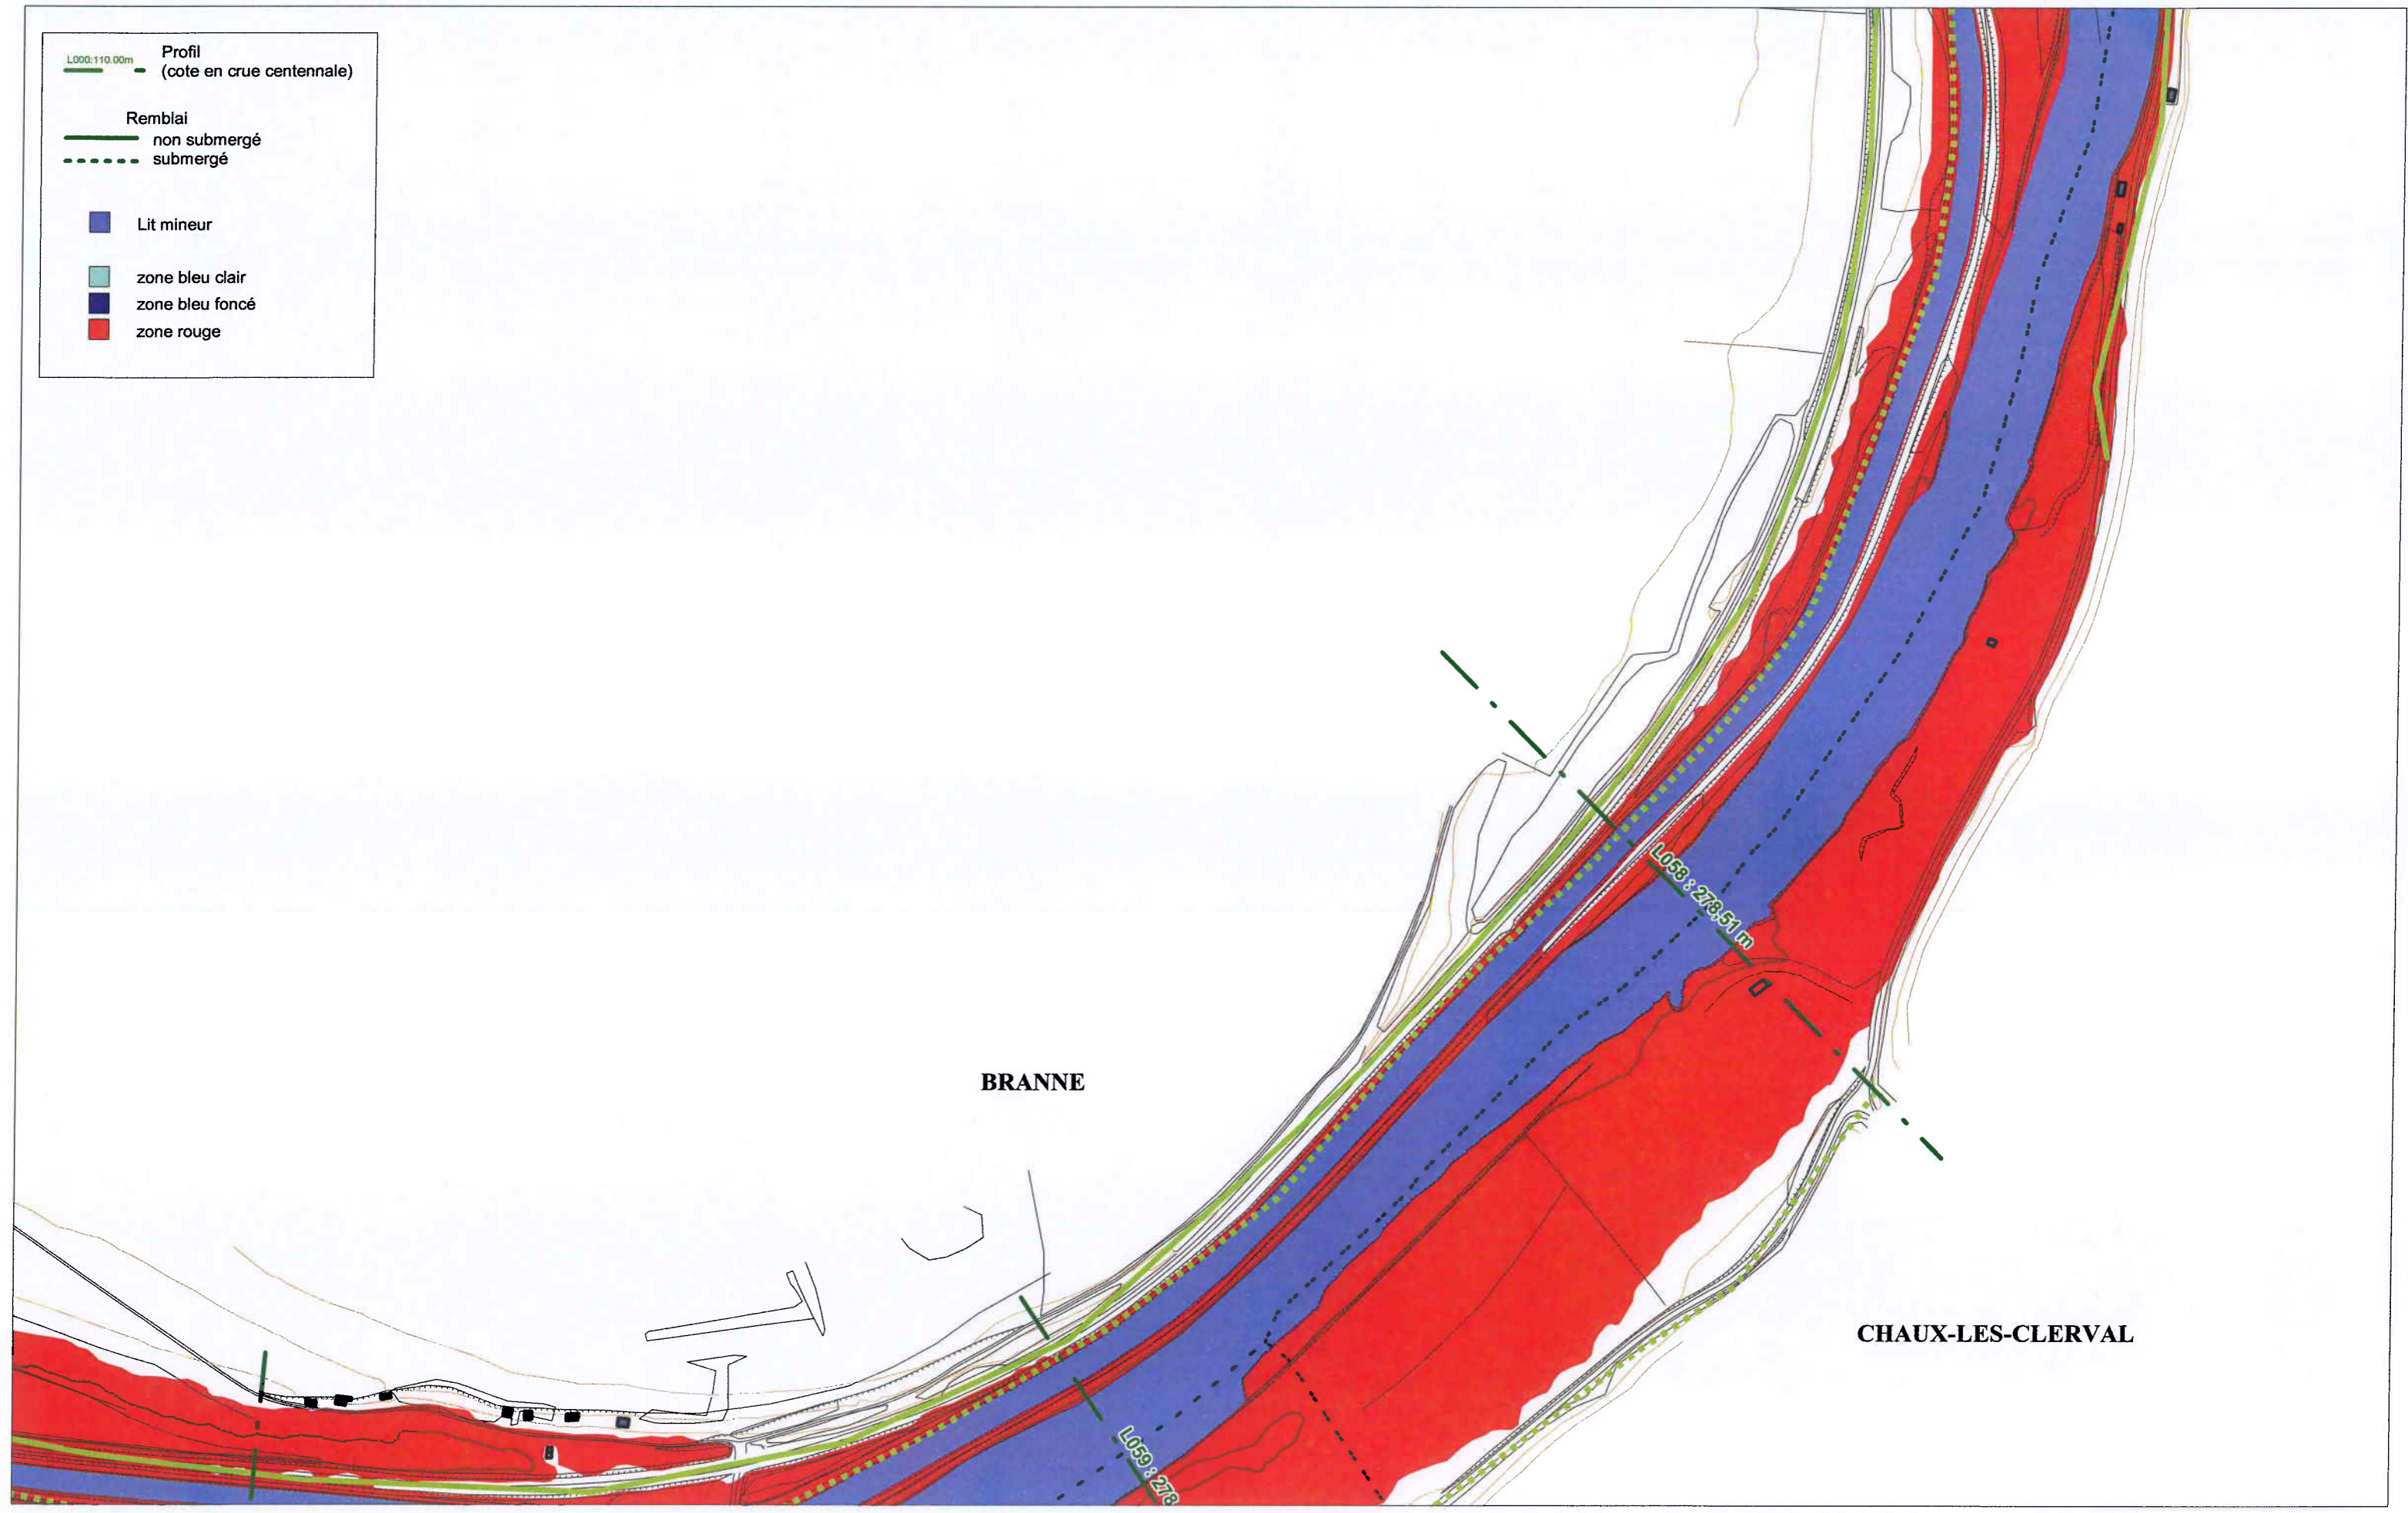 L000:110.00m
Profil
(cote en crue centennale)
Remblai
non submergé
submergé
Lit mineur
zone bleu clair
zone bleu foncé
zone rouge
L058 : 278,51 m
BRANNE
CHAUX-LES-CLERVAL
L059 : 278